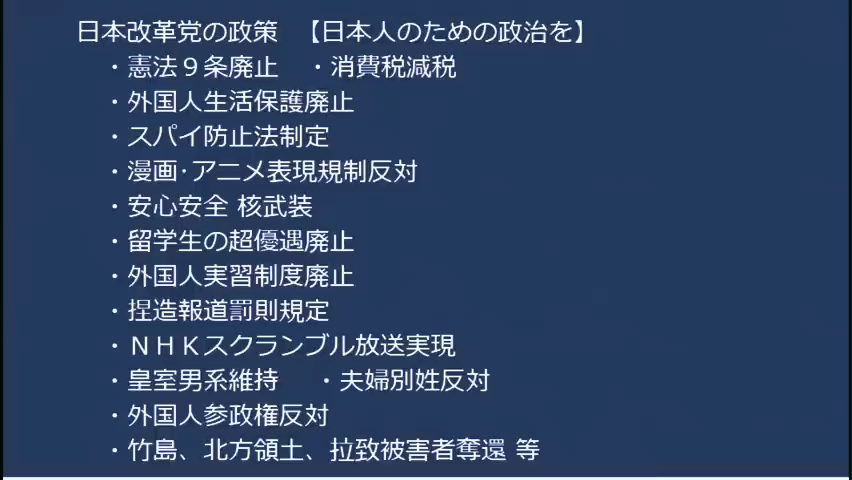 日本改革党の政策　【日本人のための政治を】
・憲法９条廃止　・消費税減税
・外国人生活保護廃止
・スパイ防止法制定
・漫画･アニメ表現規制反対
・安心安全 核武装
・留学生の超優遇廃止
・外国人実習制度廃止
・捏造報道罰則規定
・ＮＨＫスクランブル放送実現
・皇室男系維持　・夫婦別姓反対
・外国人参政権反対
・竹島、北方領土、拉致被害者奪還 等